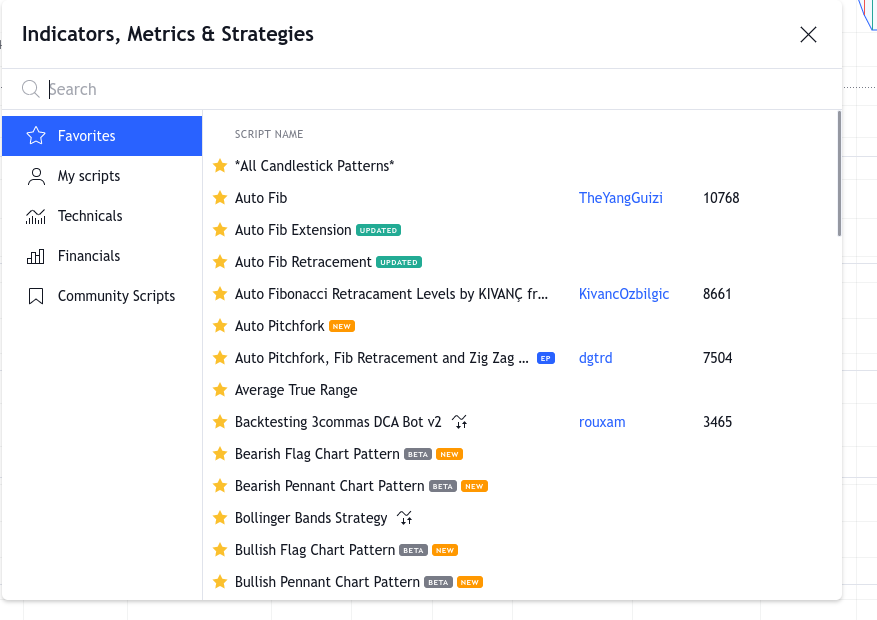 Indicators, Metrics & Strategies
Search
Favorites
My scripts
Technicals
Financials
Community Scripts
SCRIPT NAME
*All Candlestick Patterns*
Auto Fib TheYangGuizi 10768
Auto Fib Extension UPDATED
Auto Fib Retracement UPDATED
Auto Fibonacci Retracament Levels by KIVANÇ fr... KivancOzbilgic 8661
Auto Pitchfork NEW
Auto Pitchfork, Fib Retracement and Zig Zag ... EP dgtrd 7504
Average True Range
Backtesting 3commas DCA Bot v2 rouxam 3465
Bearish Flag Chart Pattern BETA NEW
Bearish Pennant Chart Pattern BETA NEW
Bollinger Bands Strategy
Bullish Flag Chart Pattern BETA NEW
Bullish Pennant Chart Pattern BETA NEW